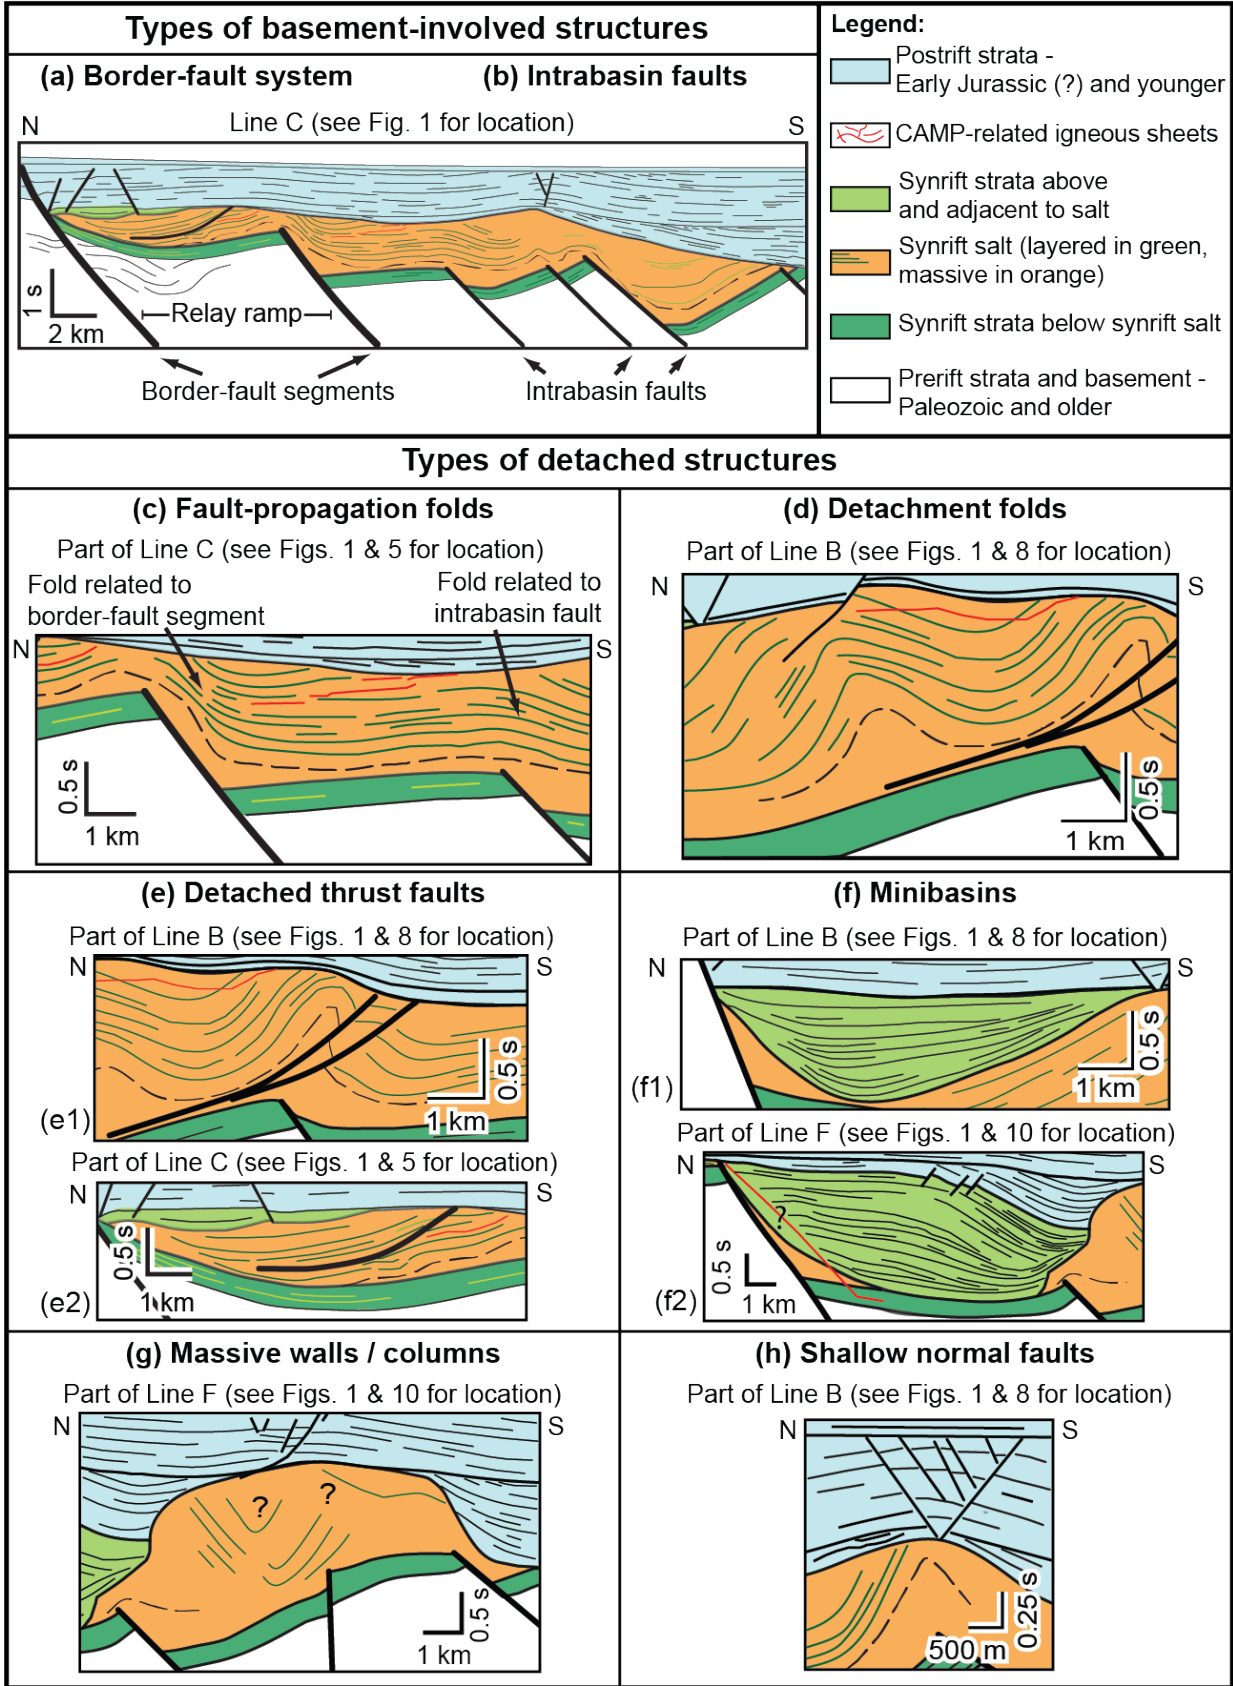 Types of basement-involved structures
(a) Border-fault system
(b) Intrabasin faults
Line C (see Fig. 1 for location)
N
S
1 s
2 km
Relay ramp
Border-fault segments
Intrabasin faults
Legend:
Postrift strata -
Early Jurassic (?) and younger
CAMP-related igneous sheets
Synrift strata above
and adjacent to salt
Synrift salt (layered in green,
massive in orange)
Synrift strata below synrift salt
Prerift strata and basement -
Paleozoic and older
Types of detached structures
(c) Fault-propagation folds
Part of Line C (see Figs. 1 & 5 for location)
Fold related to
border-fault segment
Fold related to
intrabasin fault
N
S
0.5 s
1 km
(d) Detachment folds
Part of Line B (see Figs. 1 & 8 for location)
N
S
0.5 s
1 km
(e) Detached thrust faults
Part of Line B (see Figs. 1 & 8 for location)
N
S
0.5 s
1 km
(e1)
Part of Line C (see Figs. 1 & 5 for location)
N
S
0.5 s
1 km
(e2)
(f) Minibasins
Part of Line B (see Figs. 1 & 8 for location)
N
S
0.5 s
1 km
(f1)
Part of Line F (see Figs. 1 & 10 for location)
N
S
?
0.5 s
1 km
(f2)
(g) Massive walls / columns
Part of Line F (see Figs. 1 & 10 for location)
N
S
?
?
0.5 s
1 km
(h) Shallow normal faults
Part of Line B (see Figs. 1 & 8 for location)
N
S
0.25 s
500 m